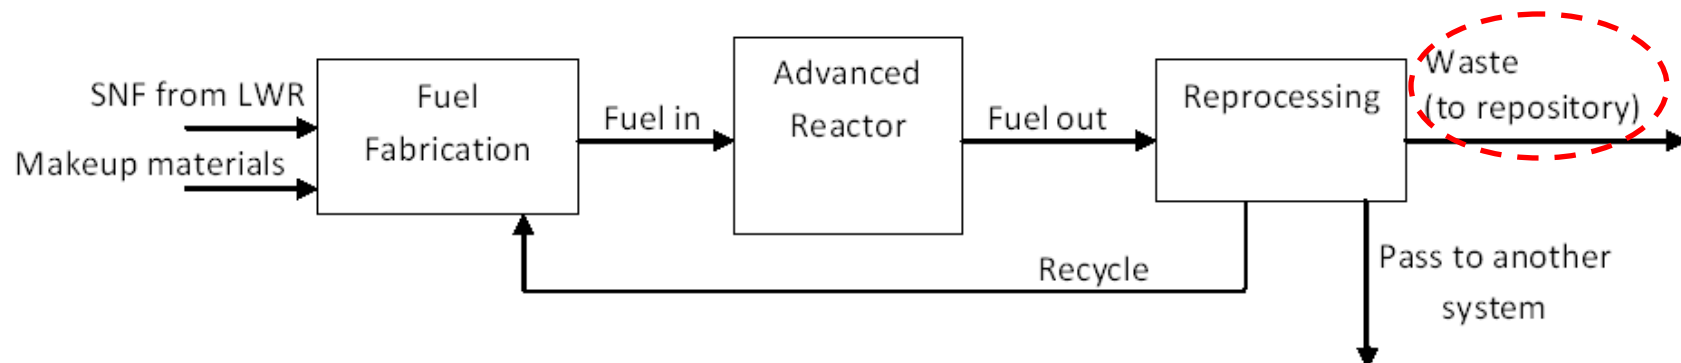 SNF from LWR
Makeup materials
Fuel
Fabrication
Fuel in
Advanced
Reactor
Fuel out
Reprocessing
Waste
(to repository)
Recycle
Pass to another
system